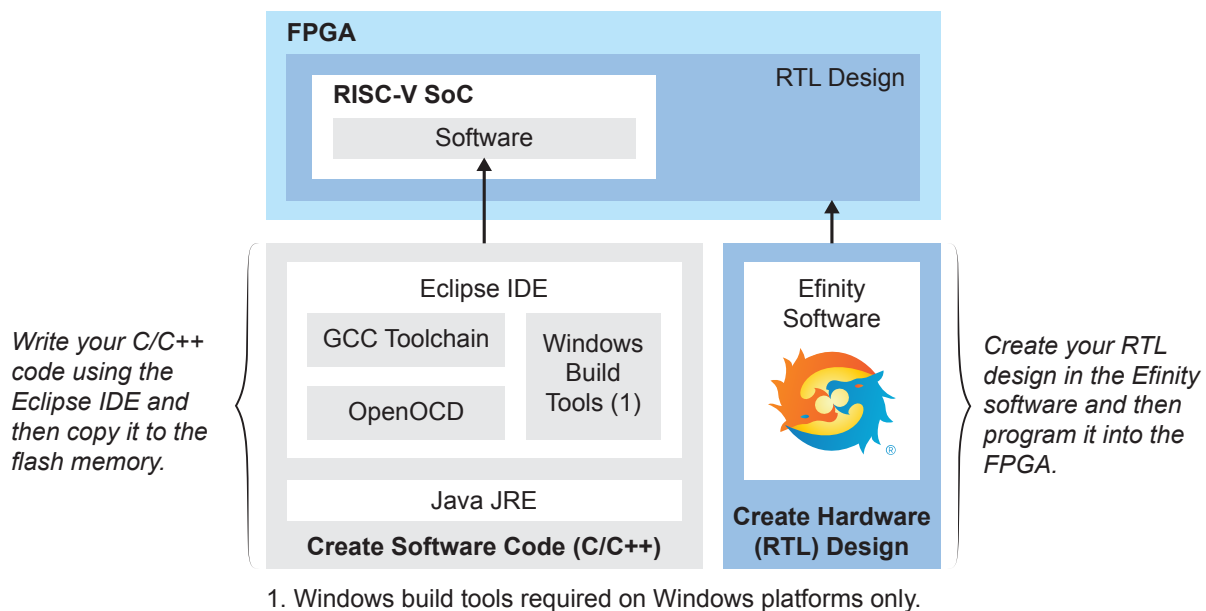 FPGA
RTL Design
RISC-V SoC
Software
Write your C/C++
code using the
Eclipse IDE and
then copy it to the
flash memory.
Eclipse IDE
GCC Toolchain
OpenOCD
Windows
Build
Tools (1)
Java JRE
Create Software Code (C/C++)
Efinity
Software
®
Create Hardware
(RTL) Design
Create your RTL
design in the Efinity
software and then
program it into the
FPGA.
1. Windows build tools required on Windows platforms only.